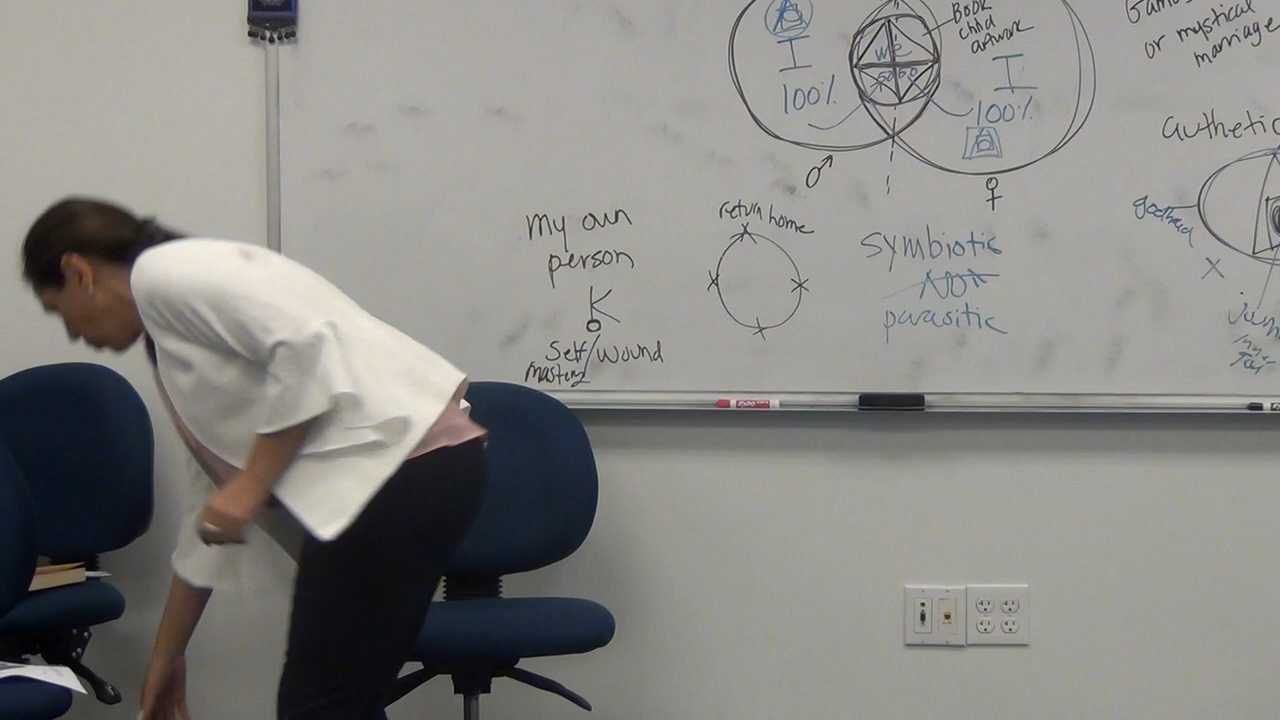 Book
child
artwork
or mystical
marriage
I
100%
we
50 50
I
100%
authentic
my own
person
return home
symbiotic
NOT
parasitic
godhead
Self/wound
mastery